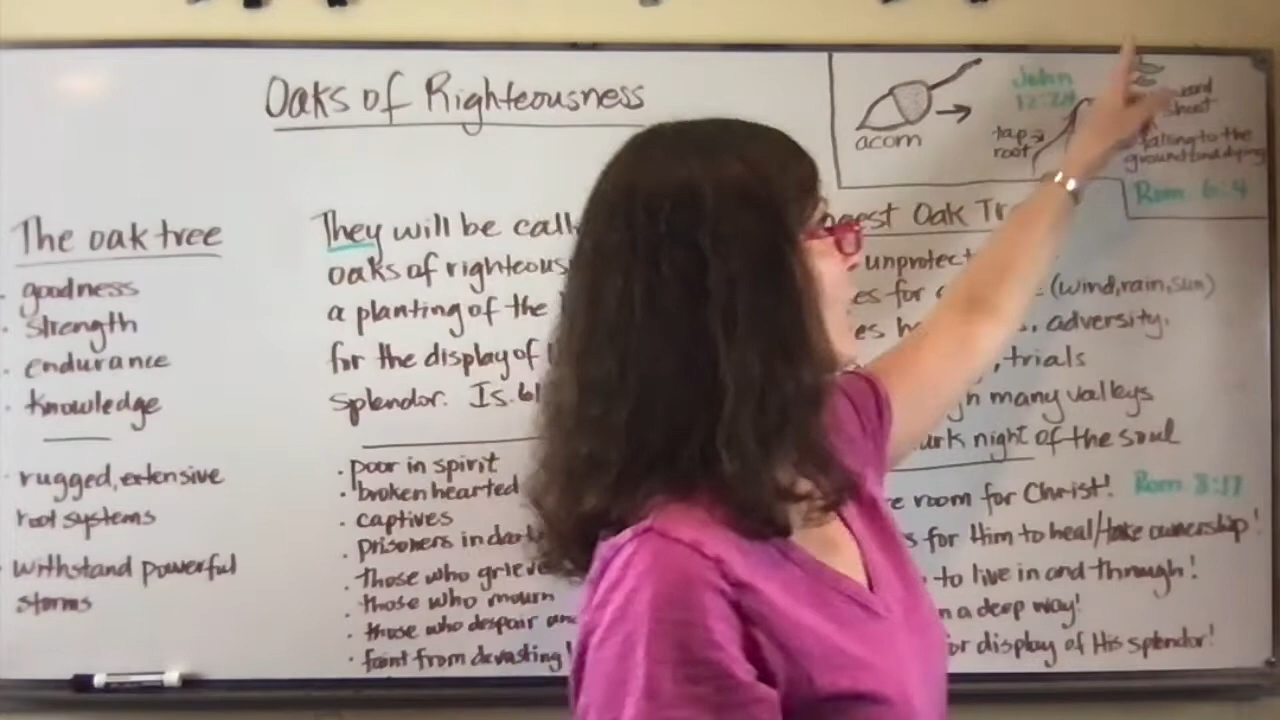 Oaks of Righteousness
acorn
John
12:24
tap
root
shoot
falling to the
ground and dying
Rom 6:4
The oak tree
· goodness
· strength
· endurance
· knowledge
· rugged, extensive
root systems
· withstand powerful
storms
They will be call
oaks of righteous
a planting of the
for the display of
splendor. Is. 61
· poor in spirit
· broken hearted
· captives
· prisoners in dark
· those who grieve
· those who mourn
· those who despair and
· faint from devasting
gest Oak Tr
unprotect
es for (wind, rain, sun)
es h , adversity,
, trials
h many valleys
ark night of the soul
e room for Christ! Rom 8:17
s for Him to heal/take ownership!
to live in and through!
n a deep way!
or display of His splendor!